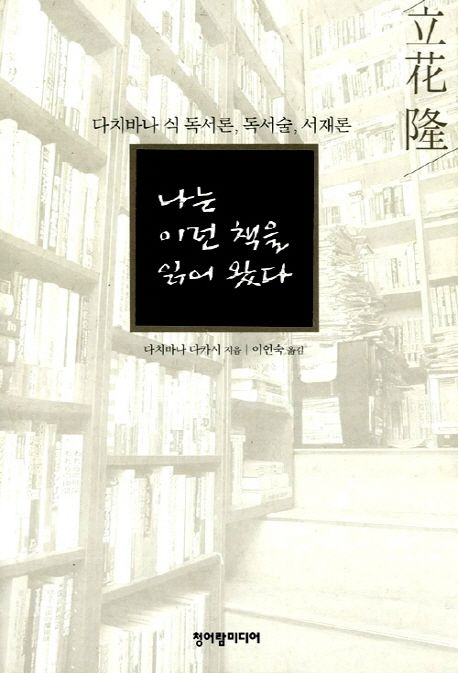 立花隆
다치바나 식 독서론, 독서술, 서재론
나는
이런 책을
읽어 왔다
다치바나 다카시 지음 | 이언숙 옮김
청어람미디어